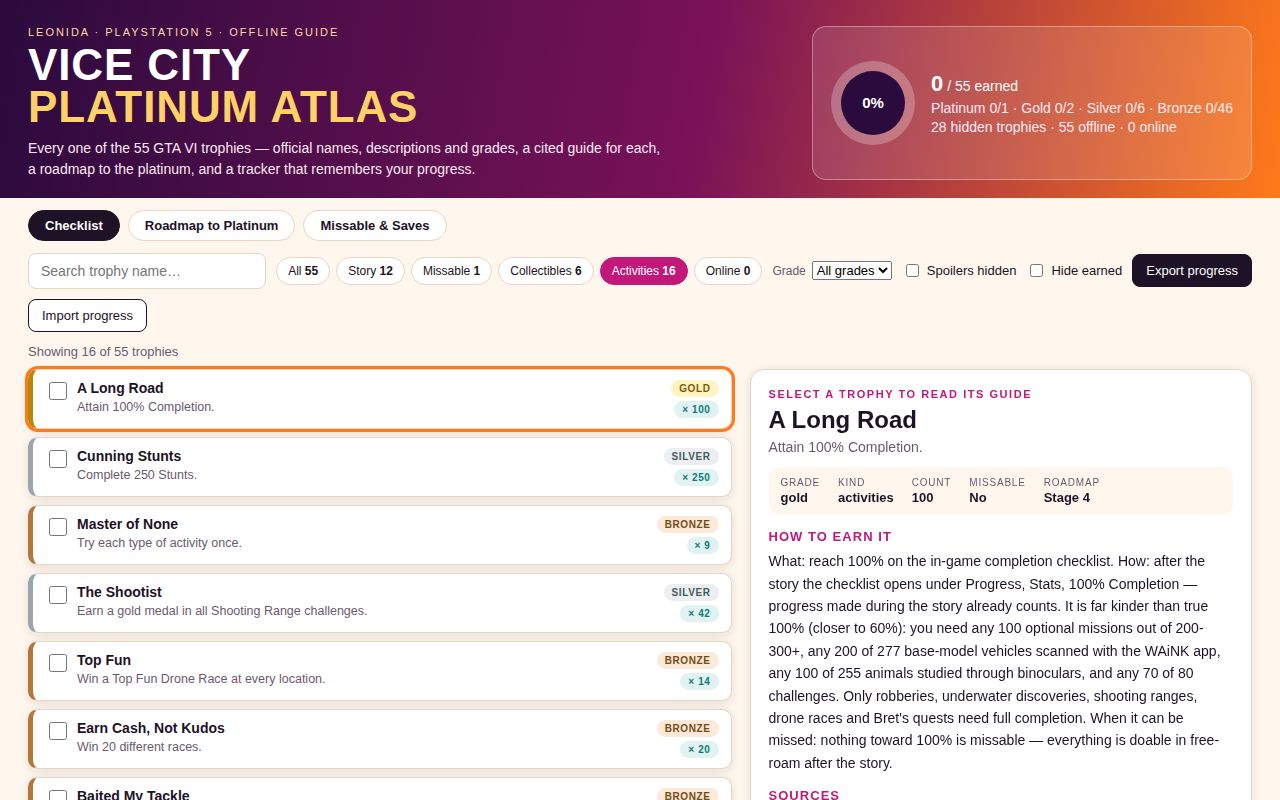 LEONIDA · PLAYSTATION 5 · OFFLINE GUIDE
VICE CITY
PLATINUM ATLAS
Every one of the 55 GTA VI trophies — official names, descriptions and grades, a cited guide for each,
a roadmap to the platinum, and a tracker that remembers your progress.
0%
0 / 55 earned
Platinum 0/1 · Gold 0/2 · Silver 0/6 · Bronze 0/46
28 hidden trophies · 55 offline · 0 online
Checklist
Roadmap to Platinum
Missable & Saves
Search trophy name…
All 55
Story 12
Missable 1
Collectibles 6
Activities 16
Online 0
Grade
All grades
Spoilers hidden
Hide earned
Export progress
Import progress
Showing 16 of 55 trophies
A Long Road
Attain 100% Completion.
GOLD
× 100
Cunning Stunts
Complete 250 Stunts.
SILVER
× 250
Master of None
Try each type of activity once.
BRONZE
× 9
The Shootist
Earn a gold medal in all Shooting Range challenges.
SILVER
× 42
Top Fun
Win a Top Fun Drone Race at every location.
BRONZE
× 14
Earn Cash, Not Kudos
Win 20 different races.
BRONZE
× 20
Baited My Tackle
BRONZE
SELECT A TROPHY TO READ ITS GUIDE
A Long Road
Attain 100% Completion.
GRADE
gold
KIND
activities
COUNT
100
MISSABLE
No
ROADMAP
Stage 4
HOW TO EARN IT
What: reach 100% on the in-game completion checklist. How: after the
story the checklist opens under Progress, Stats, 100% Completion —
progress made during the story already counts. It is far kinder than true
100% (closer to 60%): you need any 100 optional missions out of 200-
300+, any 200 of 277 base-model vehicles scanned with the WAiNK app,
any 100 of 255 animals studied through binoculars, and any 70 of 80
challenges. Only robberies, underwater discoveries, shooting ranges,
drone races and Bret's quests need full completion. When it can be
missed: nothing toward 100% is missable — everything is doable in free-
roam after the story.
SOURCES